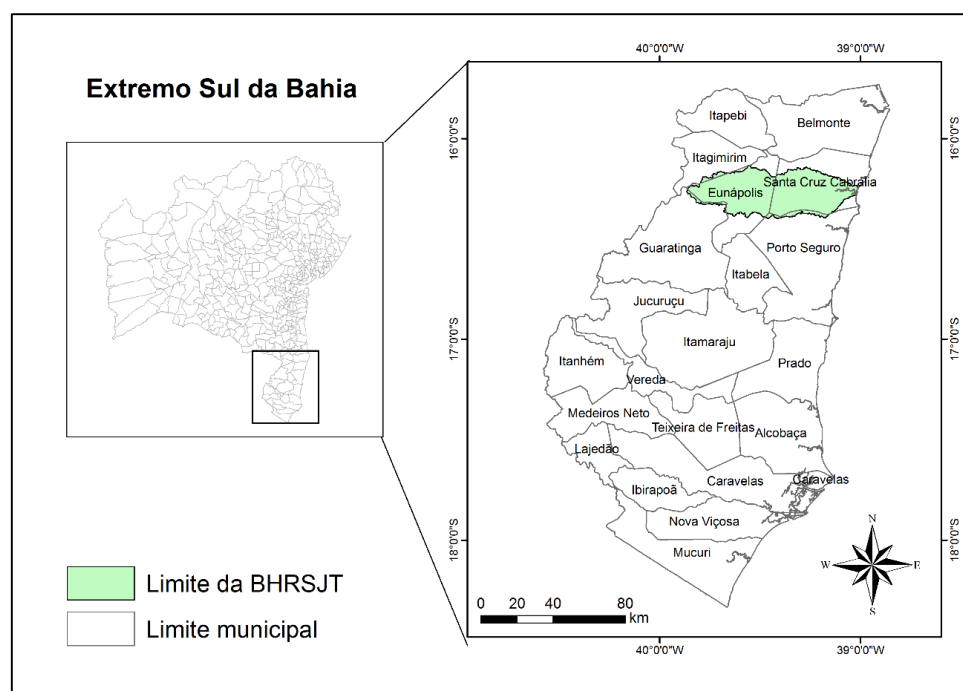 Extremo Sul da Bahia
Limite da BHRSJT
Limite municipal
40°0'0"W 39°0'0"W
16°0'0"S
17°0'0"S
18°0'0"S
Itapebi
Belmonte
Itagimirim
Santa Cruz Cabrália
Eunápolis
Guaratinga
Porto Seguro
Itabela
Jucuruçu
Itamaraju
Itanhém
Prado
Vereda
Medeiros Neto
Teixeira de Freitas
Alcobaça
Lajedão
Caravelas
Caravelas
Ibirapoã
Nova Viçosa
Mucuri
N
W E
S
0 20 40 80
km
16°0'0"S
17°0'0"S
18°0'0"S
40°0'0"W 39°0'0"W